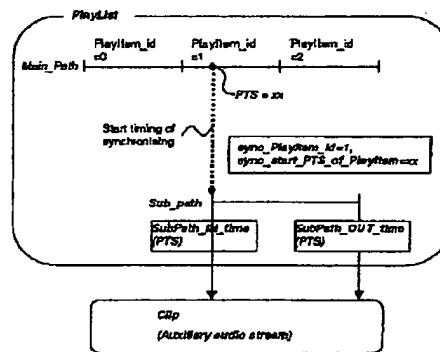 PlayList
PlayItem_id
=0
PlayItem_id
=1
PlayItem_id
=2
Main_Path
PTS = xx
Start timing of
synchronising
sync_PlayItem_id=1,
sync_start_PTS_of_PlayItem=xx
Sub_path
SubPath_IN_time
(PTS)
SubPath_OUT_time
(PTS)
Clip
(Auxiliary audio stream)